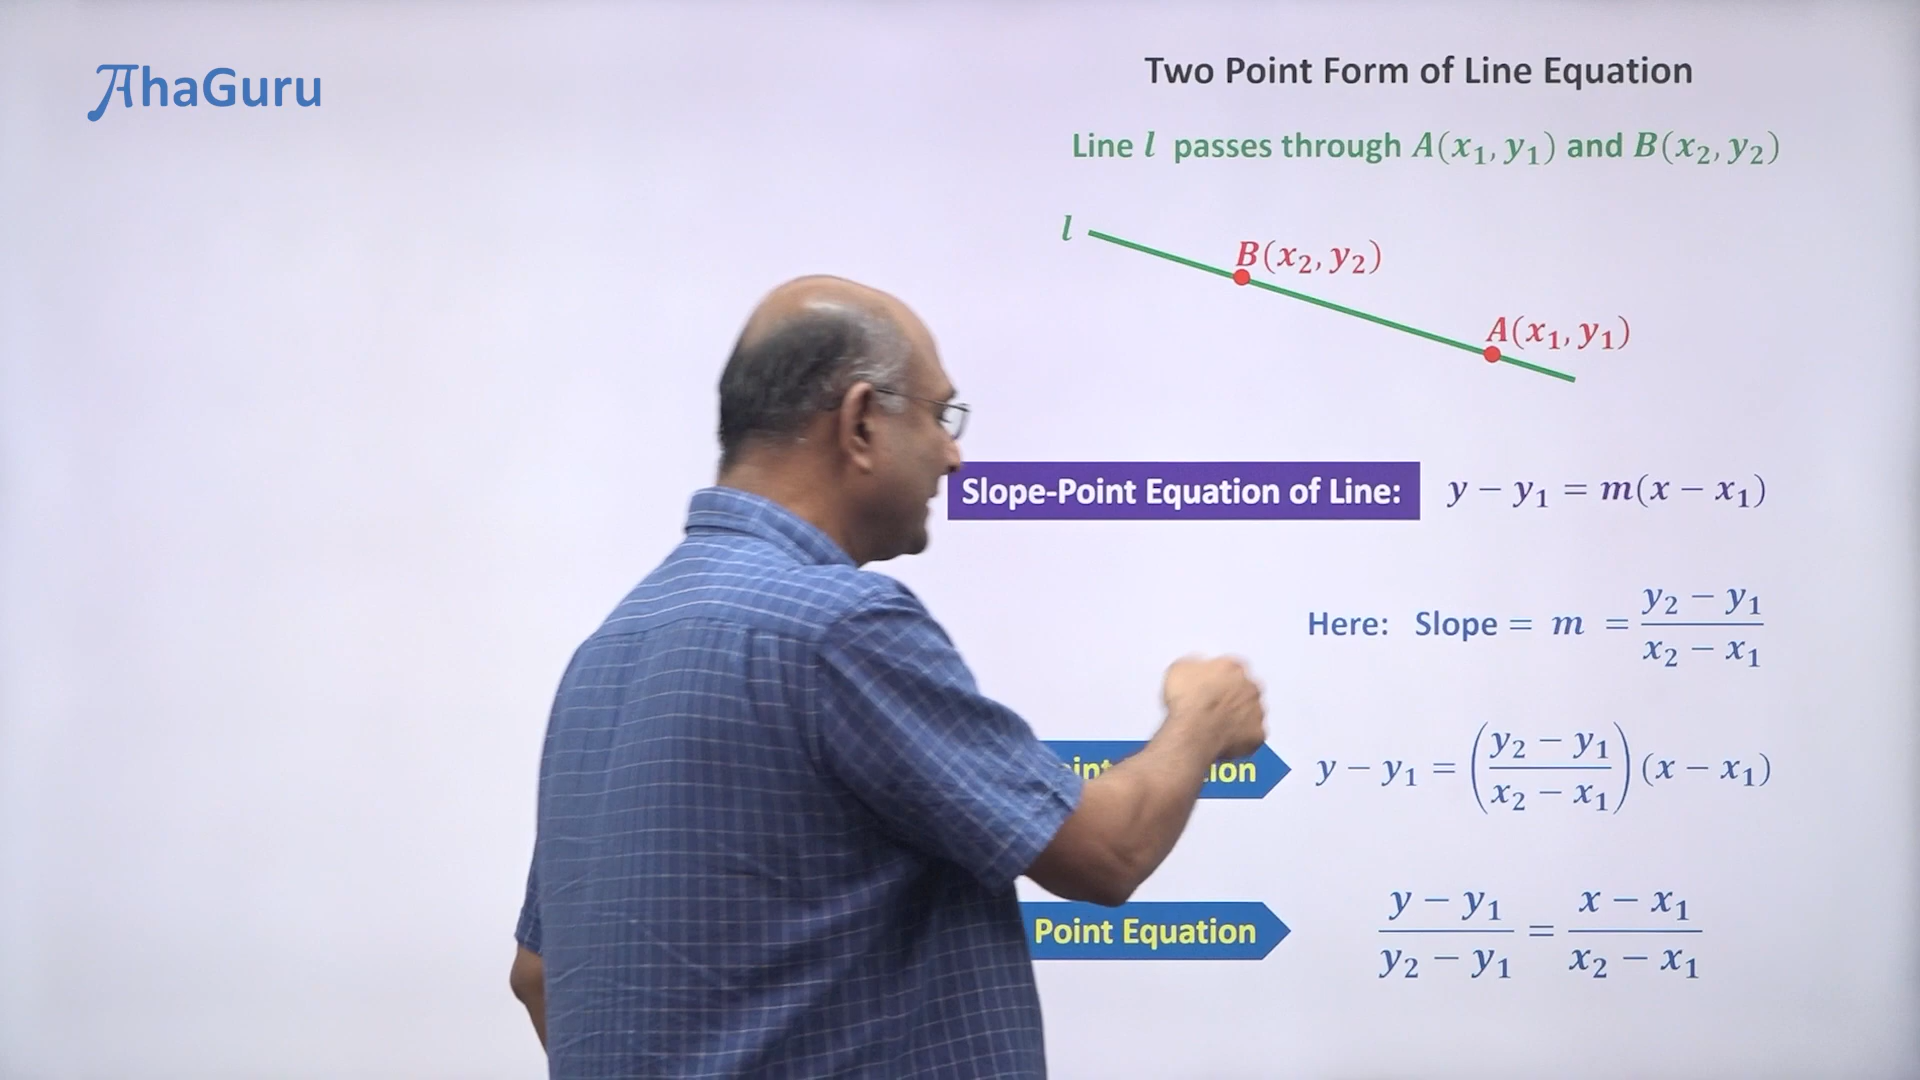 AhaGuru
Two Point Form of Line Equation
Line l passes through A(x₁, y₁) and B(x₂, y₂)
l
B(x₂, y₂)
A(x₁, y₁)
Slope-Point Equation of Line: y − y₁ = m(x − x₁)
Here: Slope = m = (y₂ − y₁)/(x₂ − x₁)
y − y₁ = ((y₂ − y₁)/(x₂ − x₁)) (x − x₁)
Point Equation (y − y₁)/(y₂ − y₁) = (x − x₁)/(x₂ − x₁)